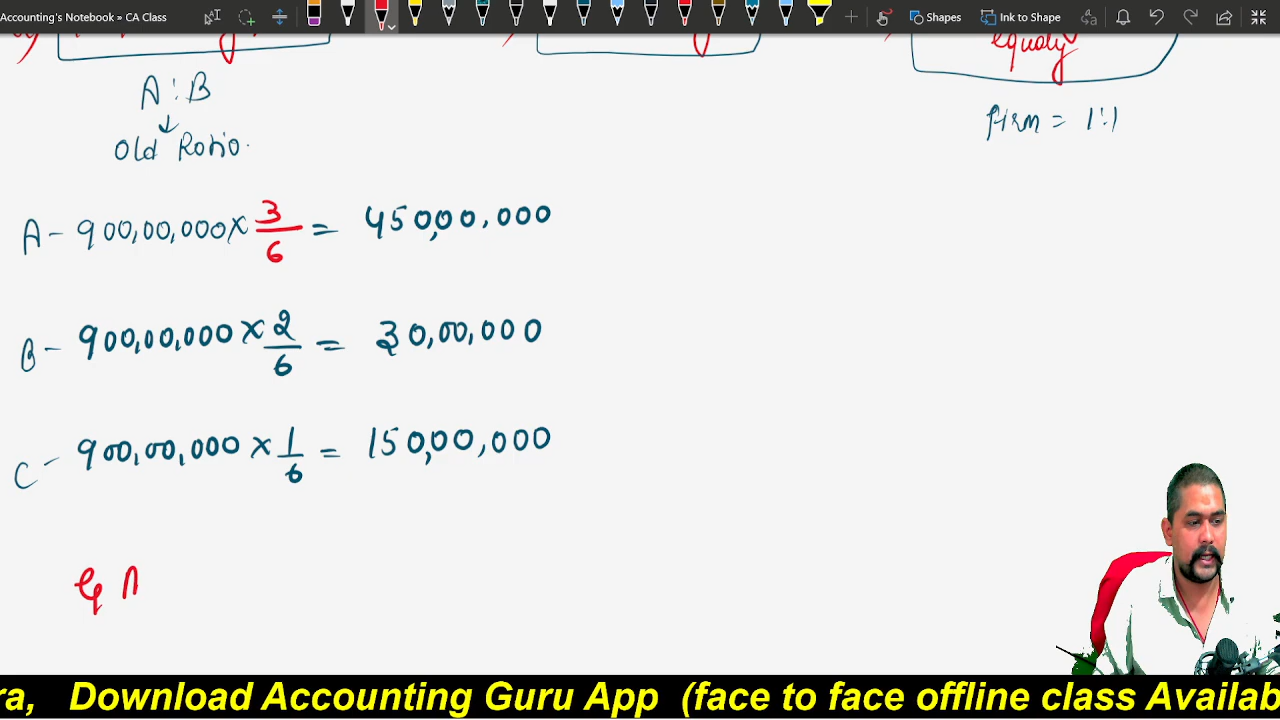 Accounting's Notebook » CA Class
Shapes
Ink to Shape
equaly
A : B
firm = 1:1
Old Ratio
A - 900,00,000 × 3/6 = 450,00,000
B - 900,00,000 × 2/6 = 30,00,000
C - 900,00,000 × 1/6 = 150,00,000
ra, Download Accounting Guru App (face to face offline class Availab